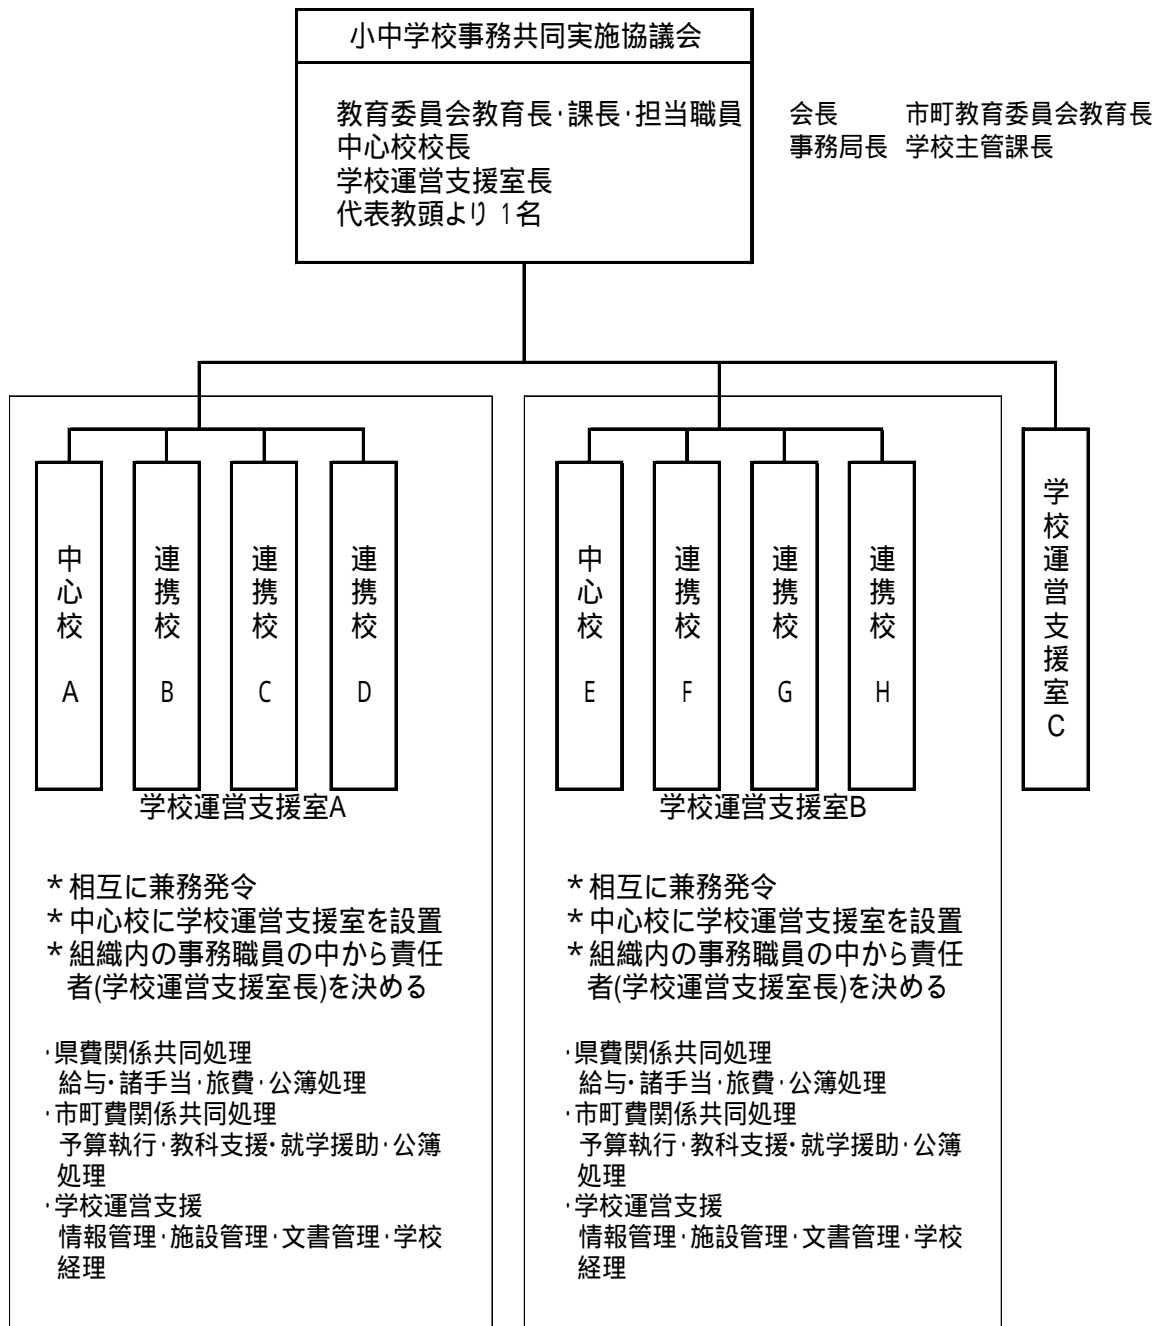 小中学校事務共同実施協議会
教育委員会教育長・課長・担当職員
中心校校長
学校運営支援室長
代表教頭より 1名
会長 市町教育委員会教育長
事務局長 学校主管課長
中心校 A
連携校 B
連携校 C
連携校 D
学校運営支援室A
*相互に兼務発令
*中心校に学校運営支援室を設置
*組織内の事務職員の中から責任
者(学校運営支援室長)を決める
・県費関係共同処理
給与・諸手当・旅費・公簿処理
・市町費関係共同処理
予算執行・教科支援・就学援助・公簿
処理
・学校運営支援
情報管理・施設管理・文書管理・学校
経理
中心校 E
連携校 F
連携校 G
連携校 H
学校運営支援室B
*相互に兼務発令
*中心校に学校運営支援室を設置
*組織内の事務職員の中から責任
者(学校運営支援室長)を決める
・県費関係共同処理
給与・諸手当・旅費・公簿処理
・市町費関係共同処理
予算執行・教科支援・就学援助・公簿
処理
・学校運営支援
情報管理・施設管理・文書管理・学校
経理
学校運営支援室C